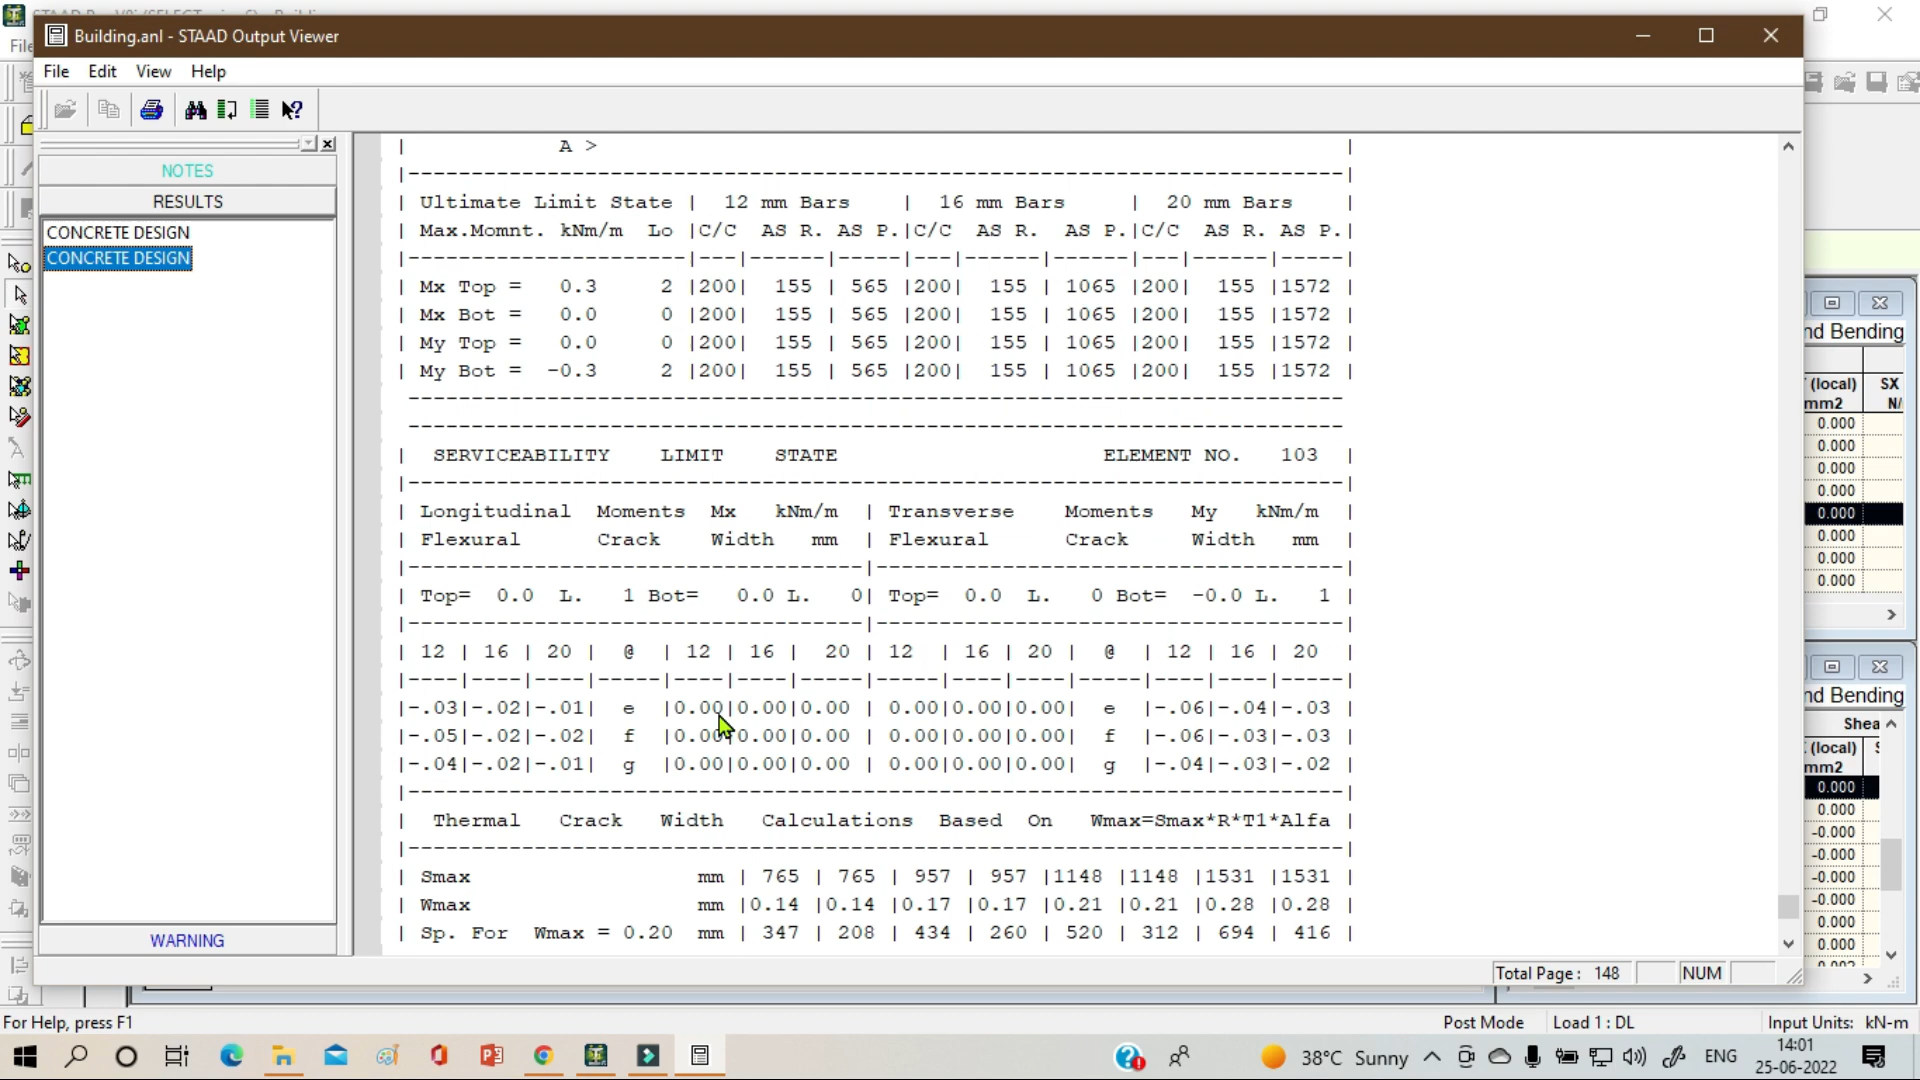 Building.anl - STAAD Output Viewer
File Edit View Help
NOTES
RESULTS
CONCRETE DESIGN
CONCRETE DESIGN
WARNING
| A > |
|--------------------------------------------------------------------------|
| Ultimate Limit State | 12 mm Bars | 16 mm Bars | 20 mm Bars |
| Max.Momnt. kNm/m Lo |C/C AS R. AS P.|C/C AS R. AS P.|C/C AS R. AS P.|
|----------------------|---|------|-----|---|------|------|---|------|-----|
| Mx Top = 0.3 2 |200| 155 | 565 |200| 155 | 1065 |200| 155 |1572 |
| Mx Bot = 0.0 0 |200| 155 | 565 |200| 155 | 1065 |200| 155 |1572 |
| My Top = 0.0 0 |200| 155 | 565 |200| 155 | 1065 |200| 155 |1572 |
| My Bot = -0.3 2 |200| 155 | 565 |200| 155 | 1065 |200| 155 |1572 |
--------------------------------------------------------------------------
--------------------------------------------------------------------------
| SERVICEABILITY LIMIT STATE ELEMENT NO. 103 |
|--------------------------------------------------------------------------|
| Longitudinal Moments Mx kNm/m | Transverse Moments My kNm/m |
| Flexural Crack Width mm | Flexural Crack Width mm |
|------------------------------------|-------------------------------------|
| Top= 0.0 L. 1 Bot= 0.0 L. 0| Top= 0.0 L. 0 Bot= -0.0 L. 1 |
|------------------------------------|-------------------------------------|
| 12 | 16 | 20 | @ | 12 | 16 | 20 | 12 | 16 | 20 | @ | 12 | 16 | 20 |
|----|----|----|-----|----|----|-----|-----|----|----|-----|----|----|-----|
|-.03|-.02|-.01| e |0.00|0.00|0.00 | 0.00|0.00|0.00| e |-.06|-.04|-.03 |
|-.05|-.02|-.02| f |0.00|0.00|0.00 | 0.00|0.00|0.00| f |-.06|-.03|-.03 |
|-.04|-.02|-.01| g |0.00|0.00|0.00 | 0.00|0.00|0.00| g |-.04|-.03|-.02 |
|--------------------------------------------------------------------------|
| Thermal Crack Width Calculations Based On Wmax=Smax*R*T1*Alfa |
|--------------------------------------------------------------------------|
| Smax mm | 765 | 765 | 957 | 957 |1148 |1148 |1531 |1531 |
| Wmax mm |0.14 |0.14 |0.17 |0.17 |0.21 |0.21 |0.28 |0.28 |
| Sp. For Wmax = 0.20 mm | 347 | 208 | 434 | 260 | 520 | 312 | 694 | 416 |
Total Page: 148 NUM
nd Bending
(local) SX
mm2 N/
0.000
0.000
0.000
0.000
0.000
0.000
0.000
0.000
nd Bending
Shea
(local)
mm2
0.000
0.000
-0.000
-0.000
-0.000
-0.000
0.000
0.000
For Help, press F1
Post Mode Load 1 : DL Input Units: kN-m
38°C Sunny ENG
14:01
25-06-2022